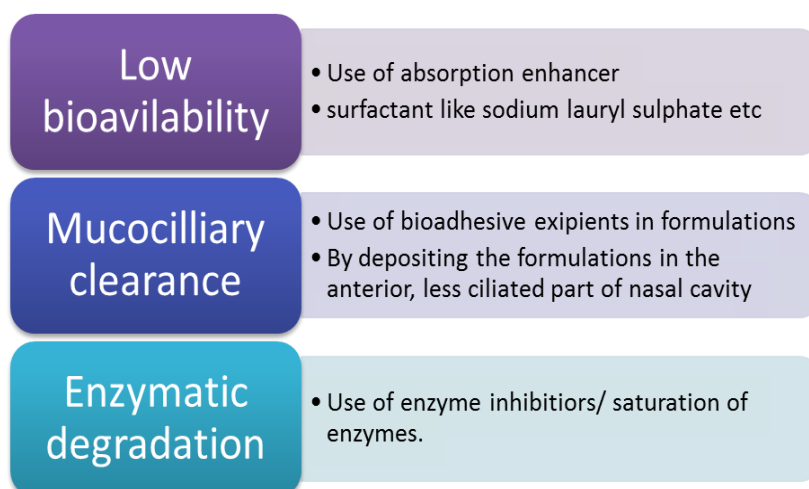 Low
bioavilability
• Use of absorption enhancer
• surfactant like sodium lauryl sulphate etc
Mucocilliary
clearance
• Use of bioadhesive exipients in formulations
• By depositing the formulations in the
anterior, less ciliated part of nasal cavity
Enzymatic
degradation
• Use of enzyme inhibitiors/ saturation of
enzymes.